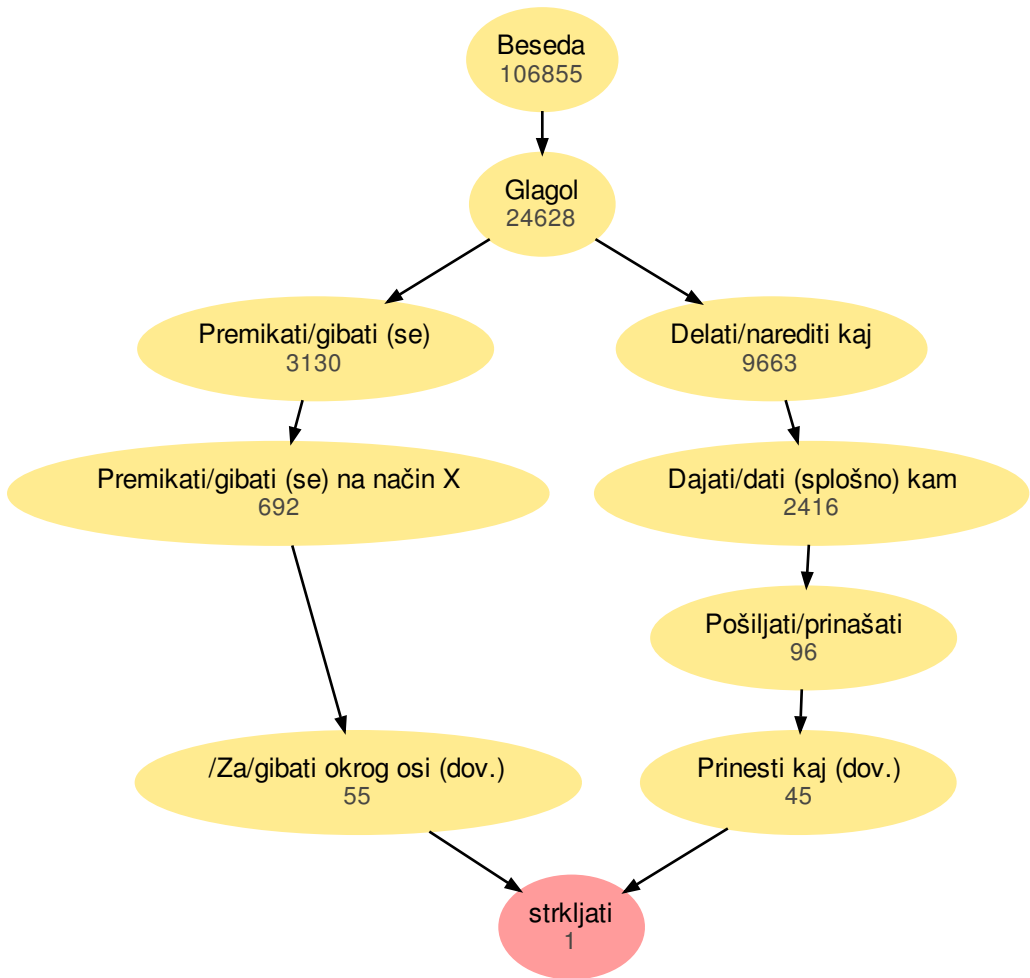 Beseda
106855
Glagol
24628
Premikati/gibati (se)
3130
Delati/narediti kaj
9663
Premikati/gibati (se) na način X
692
Dajati/dati (splošno) kam
2416
Pošiljati/prinašati
96
/Za/gibati okrog osi (dov.)
55
Prinesti kaj (dov.)
45
strkljati
1